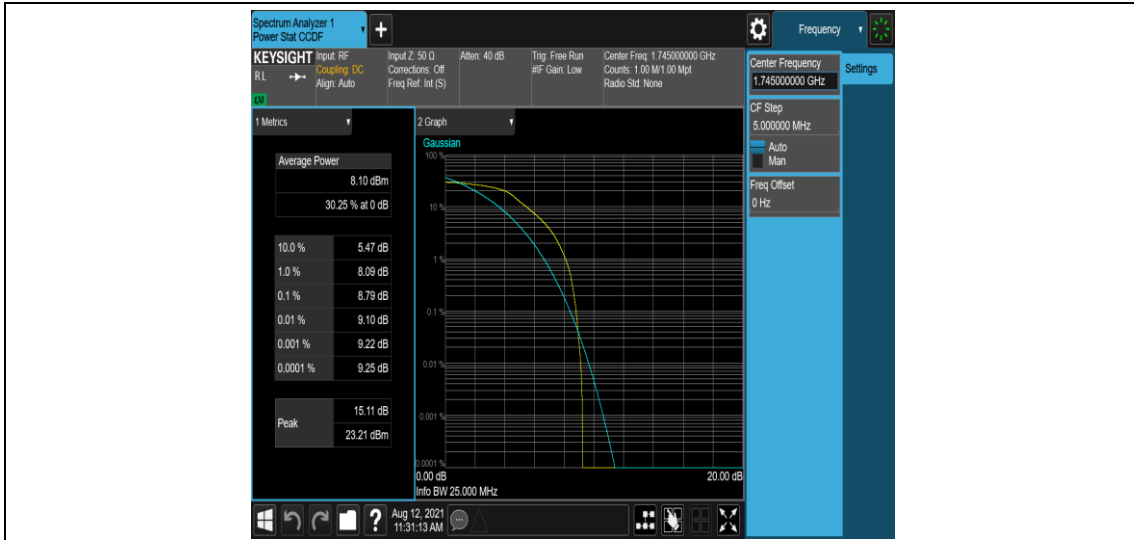 Spectrum Analyzer 1
Power Stat CCDF
Frequency
KEYSIGHT
RL
Input: RF
Coupling: DC
Align: Auto
Input Z: 50 Ω
Corrections: Off
Freq Ref: Int (S)
Atten: 40 dB
Trig: Free Run
#IF Gain: Low
Center Freq: 1.745000000 GHz
Counts: 1.00 M/1.00 Mpt
Radio Std: None
Center Frequency
1.745000000 GHz
Settings
CF Step
5.000000 MHz
Auto
Man
Freq Offset
0 Hz
1 Metrics
Average Power
8.10 dBm
30.25 % at 0 dB
10.0 % 5.47 dB
1.0 % 8.09 dB
0.1 % 8.79 dB
0.01 % 9.10 dB
0.001 % 9.22 dB
0.0001 % 9.25 dB
Peak
15.11 dB
23.21 dBm
2 Graph
Gaussian
100 %
10 %
1 %
0.1 %
0.01 %
0.001 %
0.0001 %
0.00 dB 20.00 dB
Info BW 25.000 MHz
?
Aug 12, 2021
11:31:13 AM